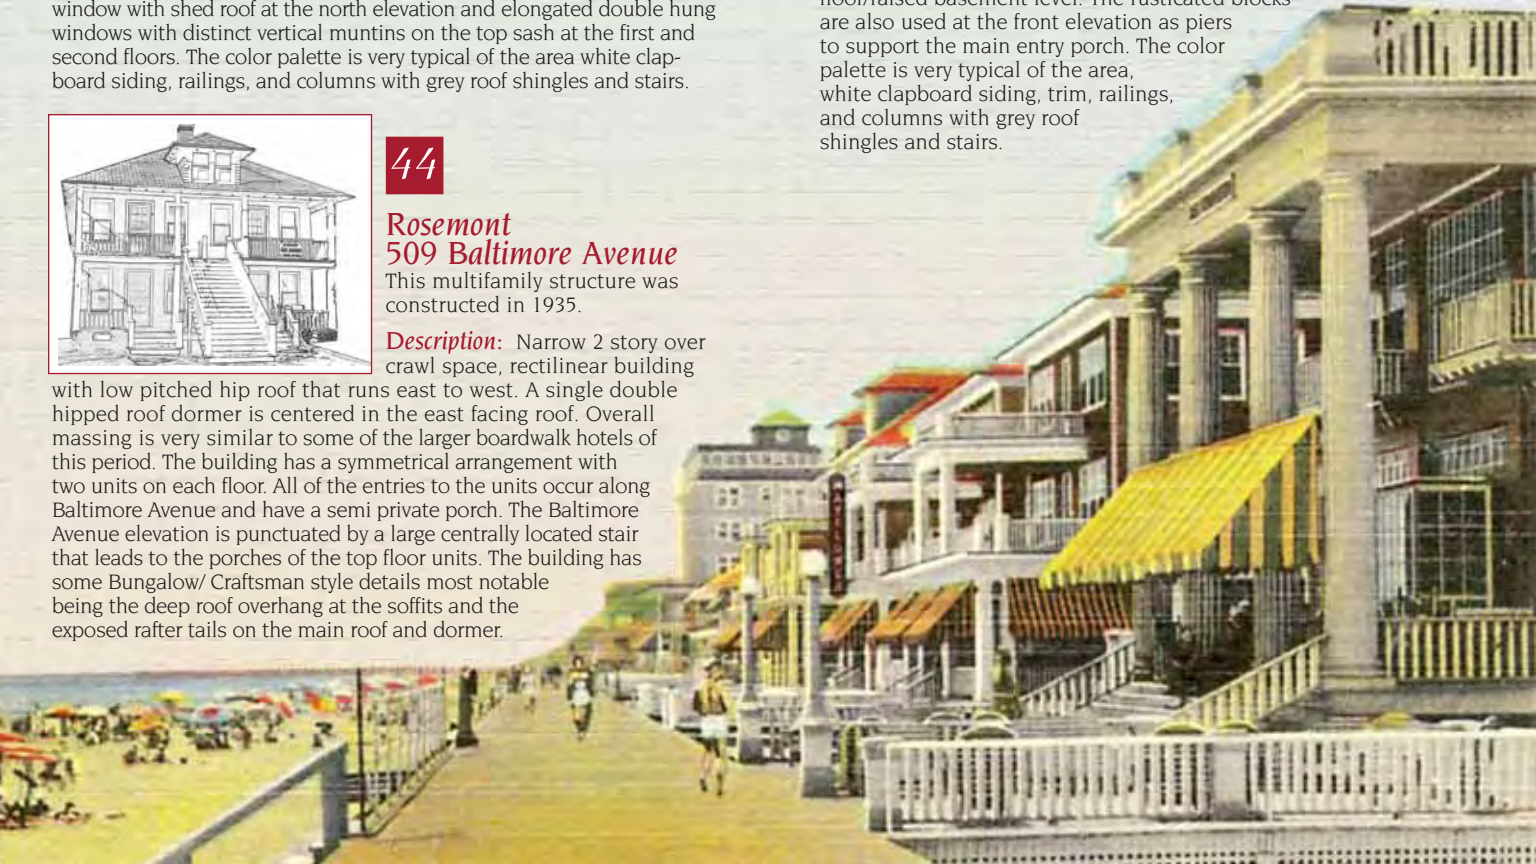 window with shed roof at the north elevation and elongated double hung
windows with distinct vertical muntins on the top sash at the first and
second floors. The color palette is very typical of the area white clap-
board siding, railings, and columns with grey roof shingles and stairs.
44
Rosemont
509 Baltimore Avenue
This multifamily structure was
constructed in 1935.
Description: Narrow 2 story over
crawl space, rectilinear building
with low pitched hip roof that runs east to west. A single double
hipped roof dormer is centered in the east facing roof. Overall
massing is very similar to some of the larger boardwalk hotels of
this period. The building has a symmetrical arrangement with
two units on each floor. All of the entries to the units occur along
Baltimore Avenue and have a semi private porch. The Baltimore
Avenue elevation is punctuated by a large centrally located stair
that leads to the porches of the top floor units. The building has
some Bungalow/ Craftsman style details most notable
being the deep roof overhang at the soffits and the
exposed rafter tails on the main roof and dormer.
floor/raised basement level. The rusticated blocks
are also used at the front elevation as piers
to support the main entry porch. The color
palette is very typical of the area,
white clapboard siding, trim, railings,
and columns with grey roof
shingles and stairs.